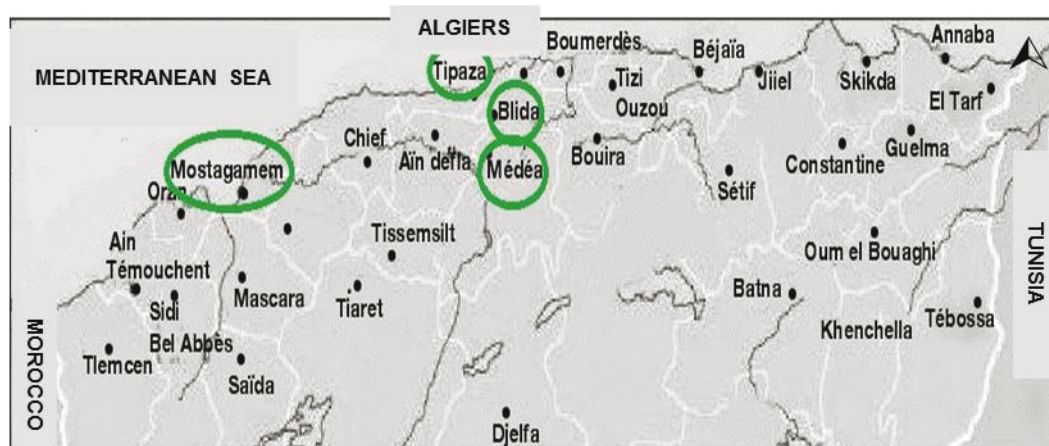 ALGIERS
MEDITERRANEAN SEA
Tipaza
Boumerdès
Tizi
Ouzou
Béjaïa
Jiiel
Skikda
Annaba
El Tarf
Blida
Chief
Aïn defla
Médéa
Bouira
Sétif
Constantine
Guelma
Mostagamem
Oran
Ain
Témouchent
Tissemsilt
Oum el Bouaghi
TUNISIA
Sidi
Bel Abbès
Mascara
Tiaret
Batna
Khenchella
Tébossa
MOROCCO
Tlemcen
Saïda
Djelfa